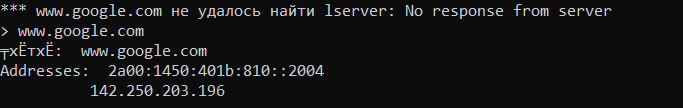 *** www.google.com не удалось найти lserver: No response from server
> www.google.com
╤хЁтхЁ:  www.google.com
Addresses:  2a00:1450:401b:810::2004
          142.250.203.196